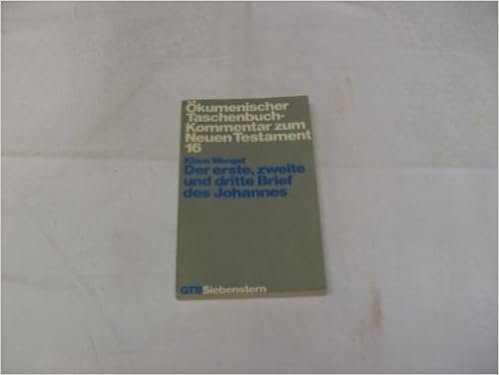 Ökumenischer
Taschenbuch-
Kommentar zum
Neuen Testament
16
Klaus Wengst
Der erste, zweite
und dritte Brief
des Johannes
GTB Siebenstern